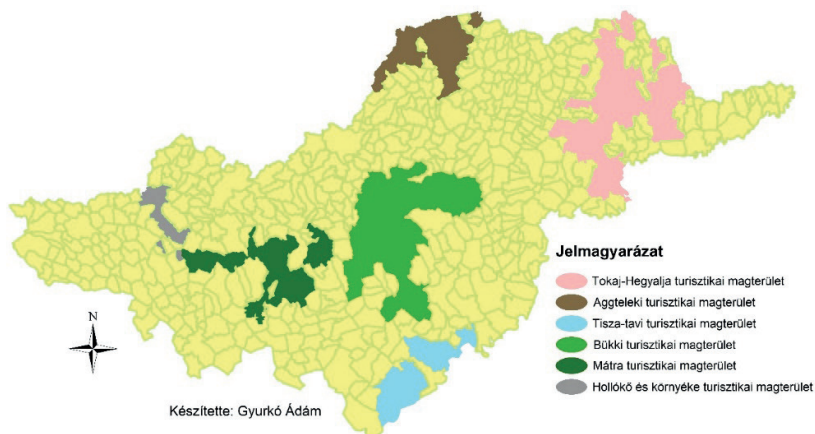 Jelmagyarázat
Tokaj-Hegyalja turisztikai magterület
Aggteleki turisztikai magterület
Tisza-tavi turisztikai magterület
Bükki turisztikai magterület
Mátra turisztikai magterület
Hollókő és környéke turisztikai magterület
N
Készítette: Gyurkó Ádám